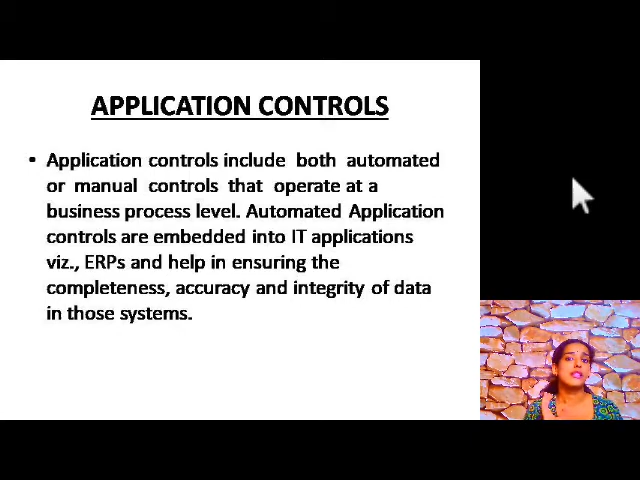 APPLICATION CONTROLS
• Application controls include both automated
or manual controls that operate at a
business process level. Automated Application
controls are embedded into IT applications
viz., ERPs and help in ensuring the
completeness, accuracy and integrity of data
in those systems.